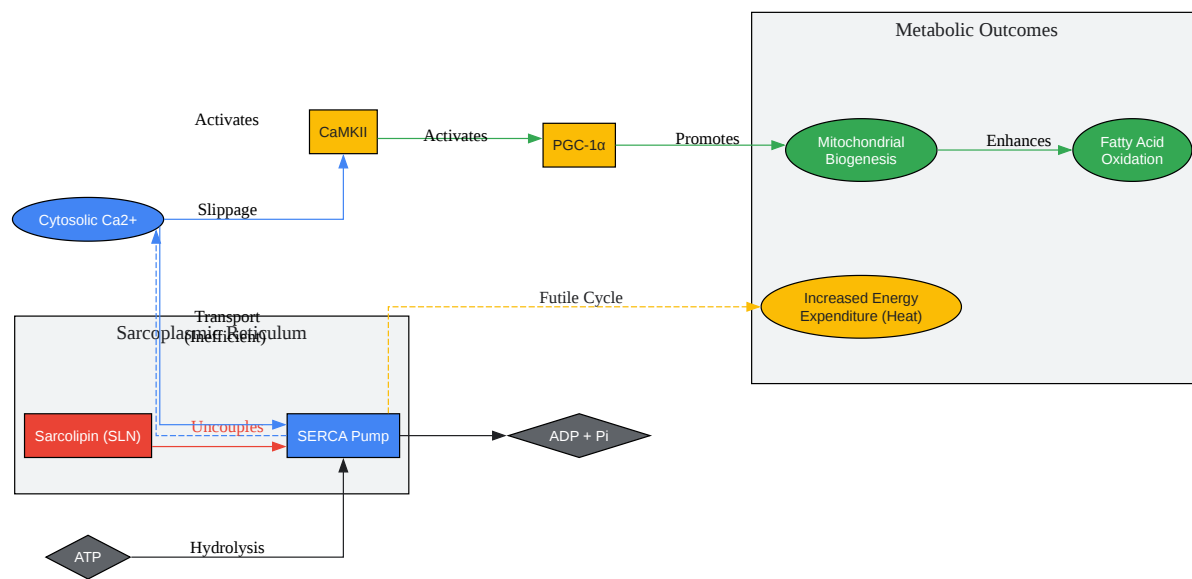 Metabolic Outcomes
Activates
CaMKII
Activates
PGC-1α
Promotes
Mitochondrial
Biogenesis
Enhances
Fatty Acid
Oxidation
Cytosolic Ca2+
Slippage
Futile Cycle
Increased Energy
Expenditure (Heat)
Transport
(Inefficient)
Sarcoplasmic Reticulum
Sarcolipin (SLN)
Uncouples
SERCA Pump
ADP + Pi
ATP
Hydrolysis